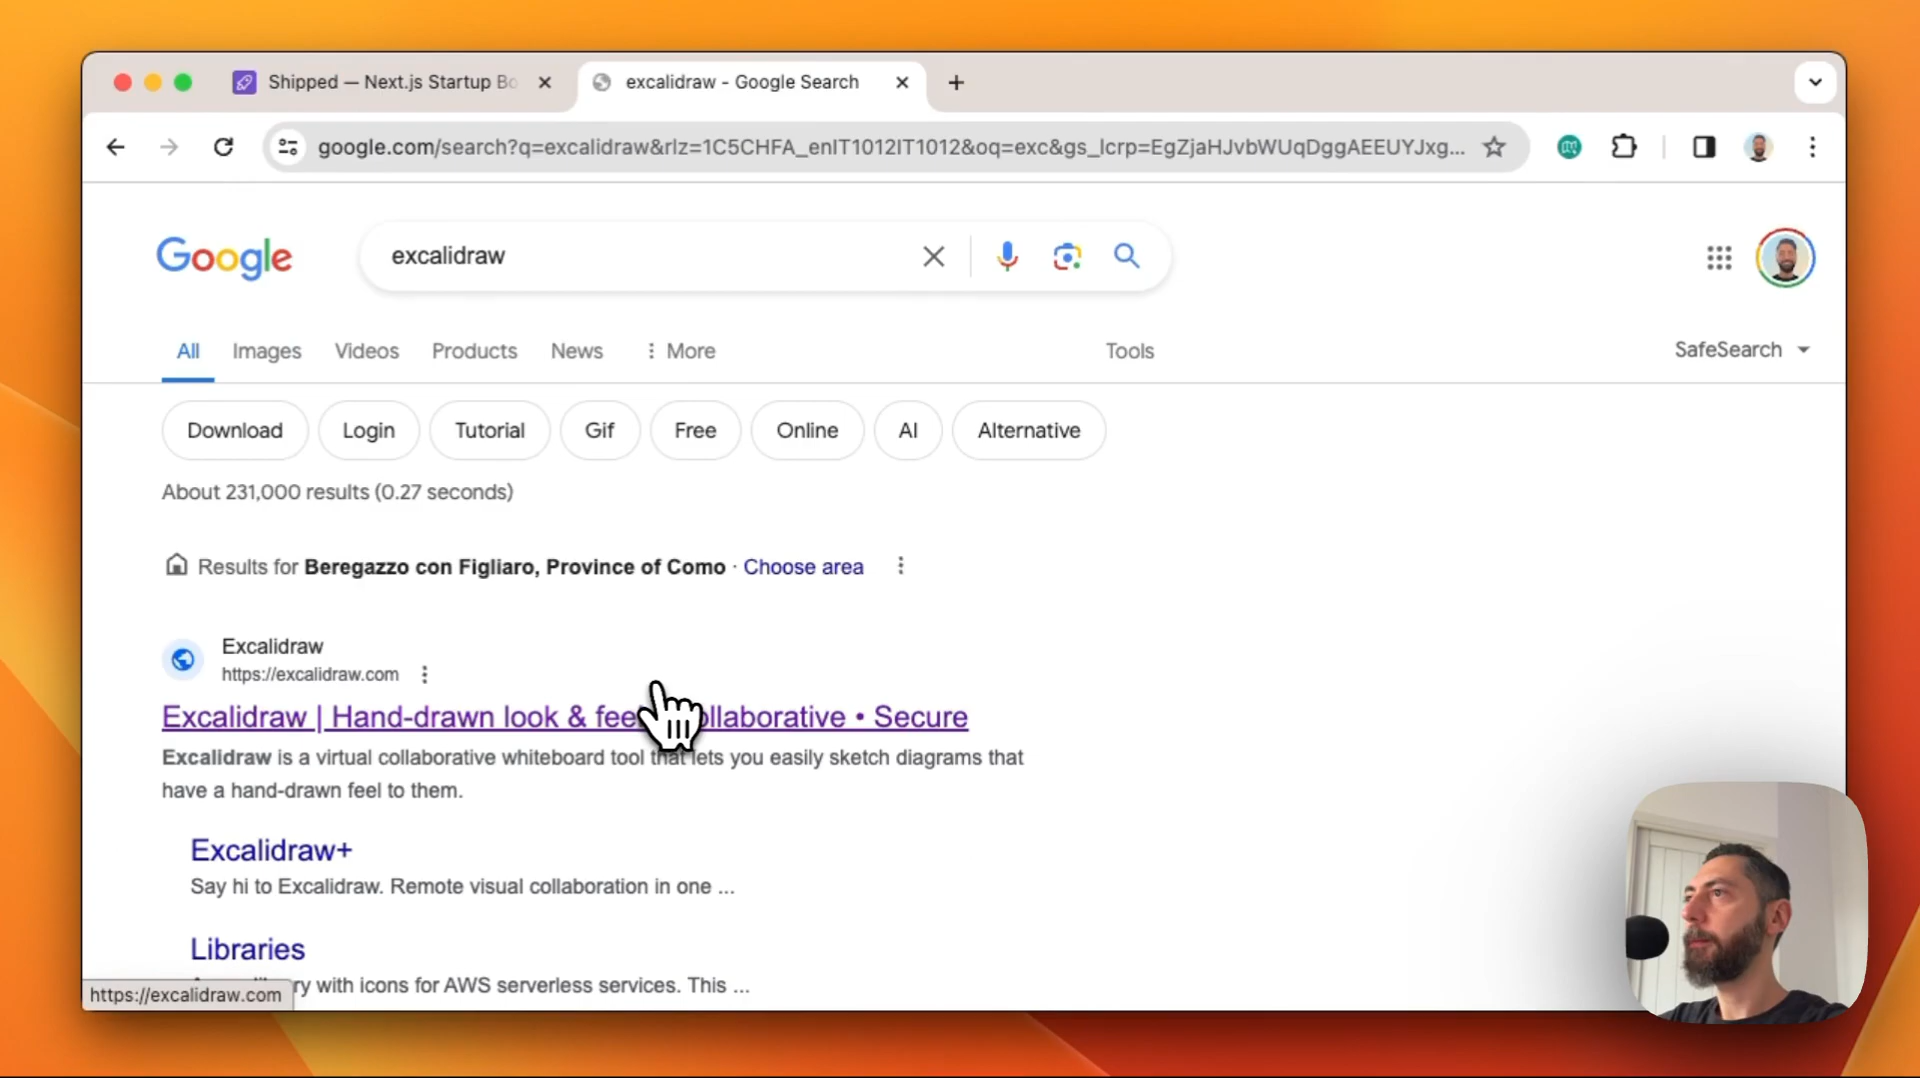 Shipped — Next.js Startup Bo
excalidraw - Google Search
google.com/search?q=excalidraw&rlz=1C5CHFA_enIT1012IT1012&oq=exc&gs_lcrp=EgZjaHJvbWUqDggAEEUYJxg...
Google
excalidraw
All Images Videos Products News More Tools SafeSearch
Download Login Tutorial Gif Free Online AI Alternative
About 231,000 results (0.27 seconds)
Results for Beregazzo con Figliaro, Province of Como · Choose area
Excalidraw
https://excalidraw.com
Excalidraw | Hand-drawn look & fee ollaborative • Secure
Excalidraw is a virtual collaborative whiteboard tool that lets you easily sketch diagrams that
have a hand-drawn feel to them.
Excalidraw+
Say hi to Excalidraw. Remote visual collaboration in one ...
Libraries
with icons for AWS serverless services. This ...
https://excalidraw.com